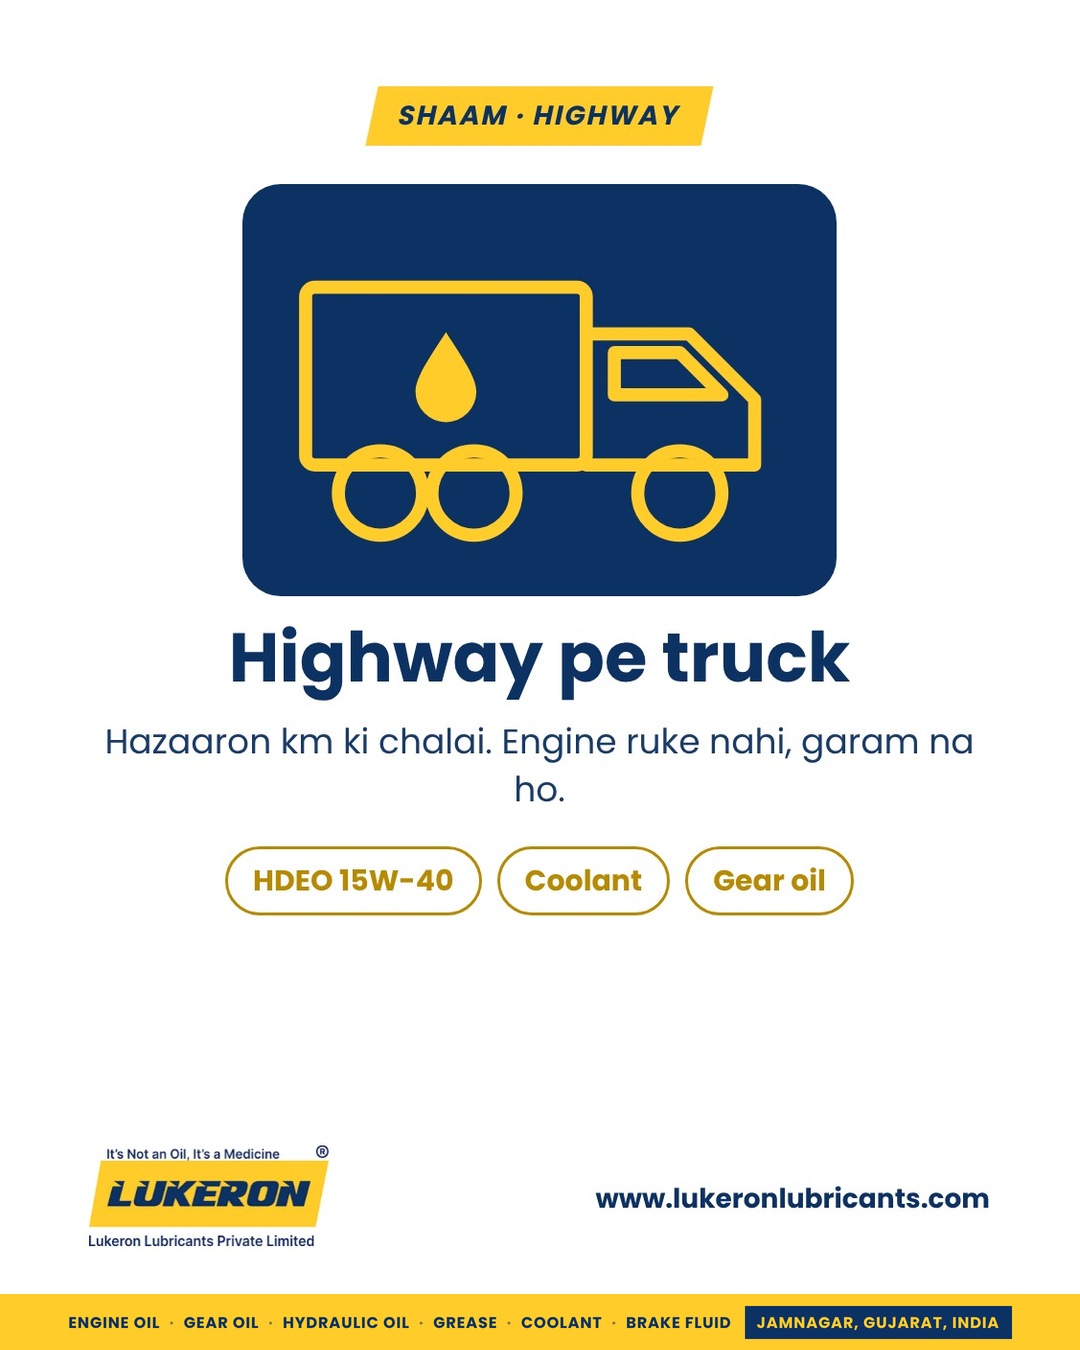 SHAAM · HIGHWAY
Highway pe truck
Hazaaron km ki chalai. Engine ruke nahi, garam na
ho.
HDEO 15W-40 Coolant Gear oil
It's Not an Oil, It's a Medicine ®
LUKERON
Lukeron Lubricants Private Limited
www.lukeronlubricants.com
ENGINE OIL · GEAR OIL · HYDRAULIC OIL · GREASE · COOLANT · BRAKE FLUID JAMNAGAR, GUJARAT, INDIA